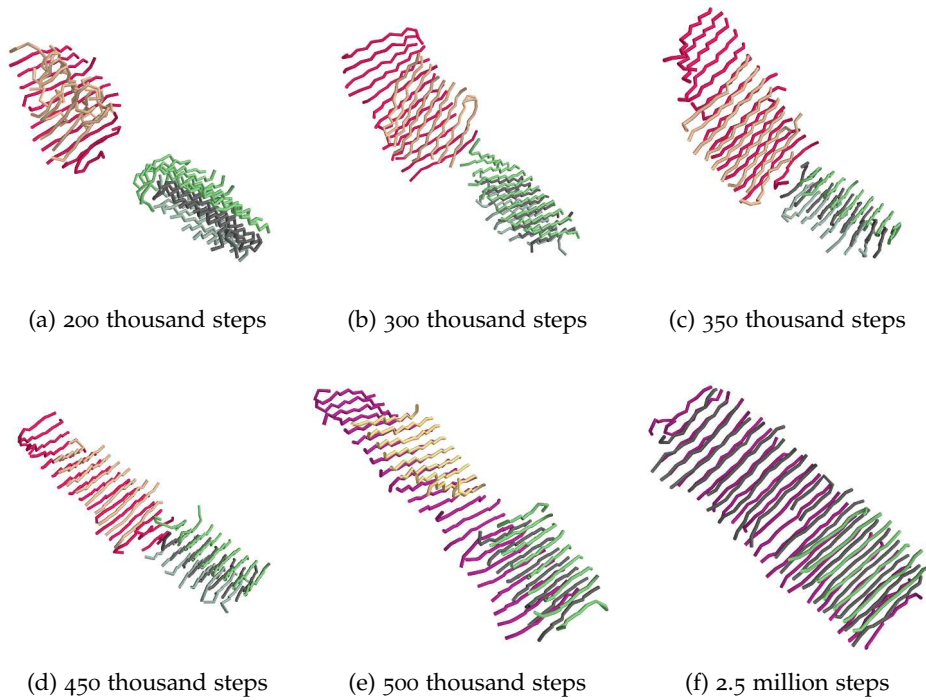 (a) 200 thousand steps
(b) 300 thousand steps
(c) 350 thousand steps
(d) 450 thousand steps
(e) 500 thousand steps
(f) 2.5 million steps